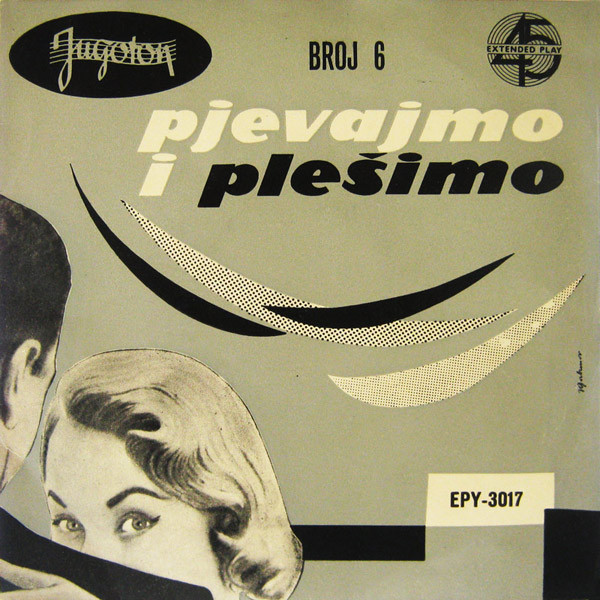 Jugoton
BROJ 6
45
EXTENDED PLAY
pjevajmo
i plešimo
EPY-3017